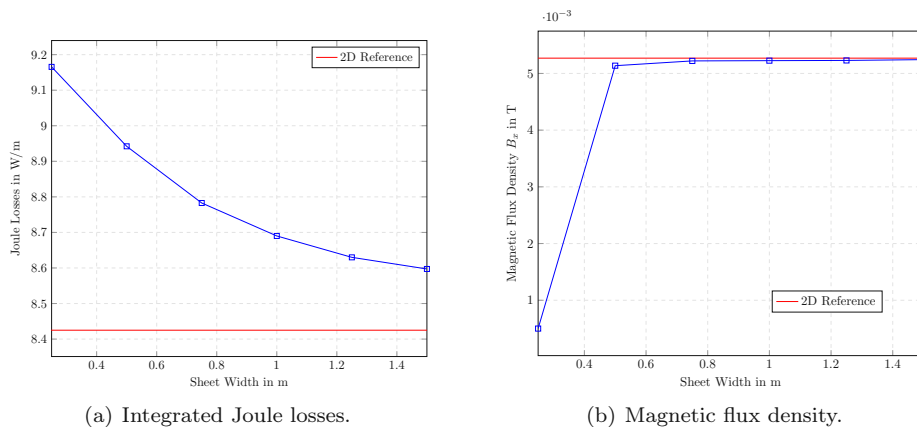 2D Reference
9.2
9.1
9
8.9
8.8
8.7
8.6
8.5
8.4
0.4 0.6 0.8 1 1.2 1.4
Joule Losses in W/m
Sheet Width in m
(a) Integrated Joule losses.
·10⁻³
5
4
3
2
1
0.4 0.6 0.8 1 1.2 1.4
Magnetic Flux Density Bₓ in T
2D Reference
Sheet Width in m
(b) Magnetic flux density.